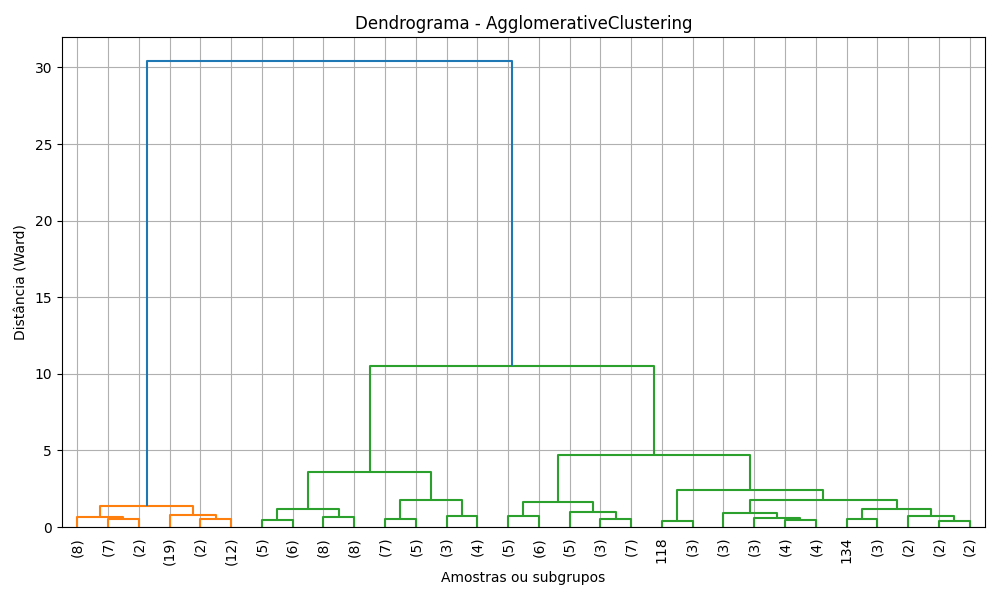 Dendrograma - AgglomerativeClustering
Distância (Ward)
30
25
20
15
10
5
0
(8) (7) (2) (19) (2) (12) (5) (6) (8) (8) (7) (5) (3) (4) (5) (6) (5) (3) (7) 118 (3) (3) (3) (4) (4) 134 (3) (2) (2) (2)
Amostras ou subgrupos